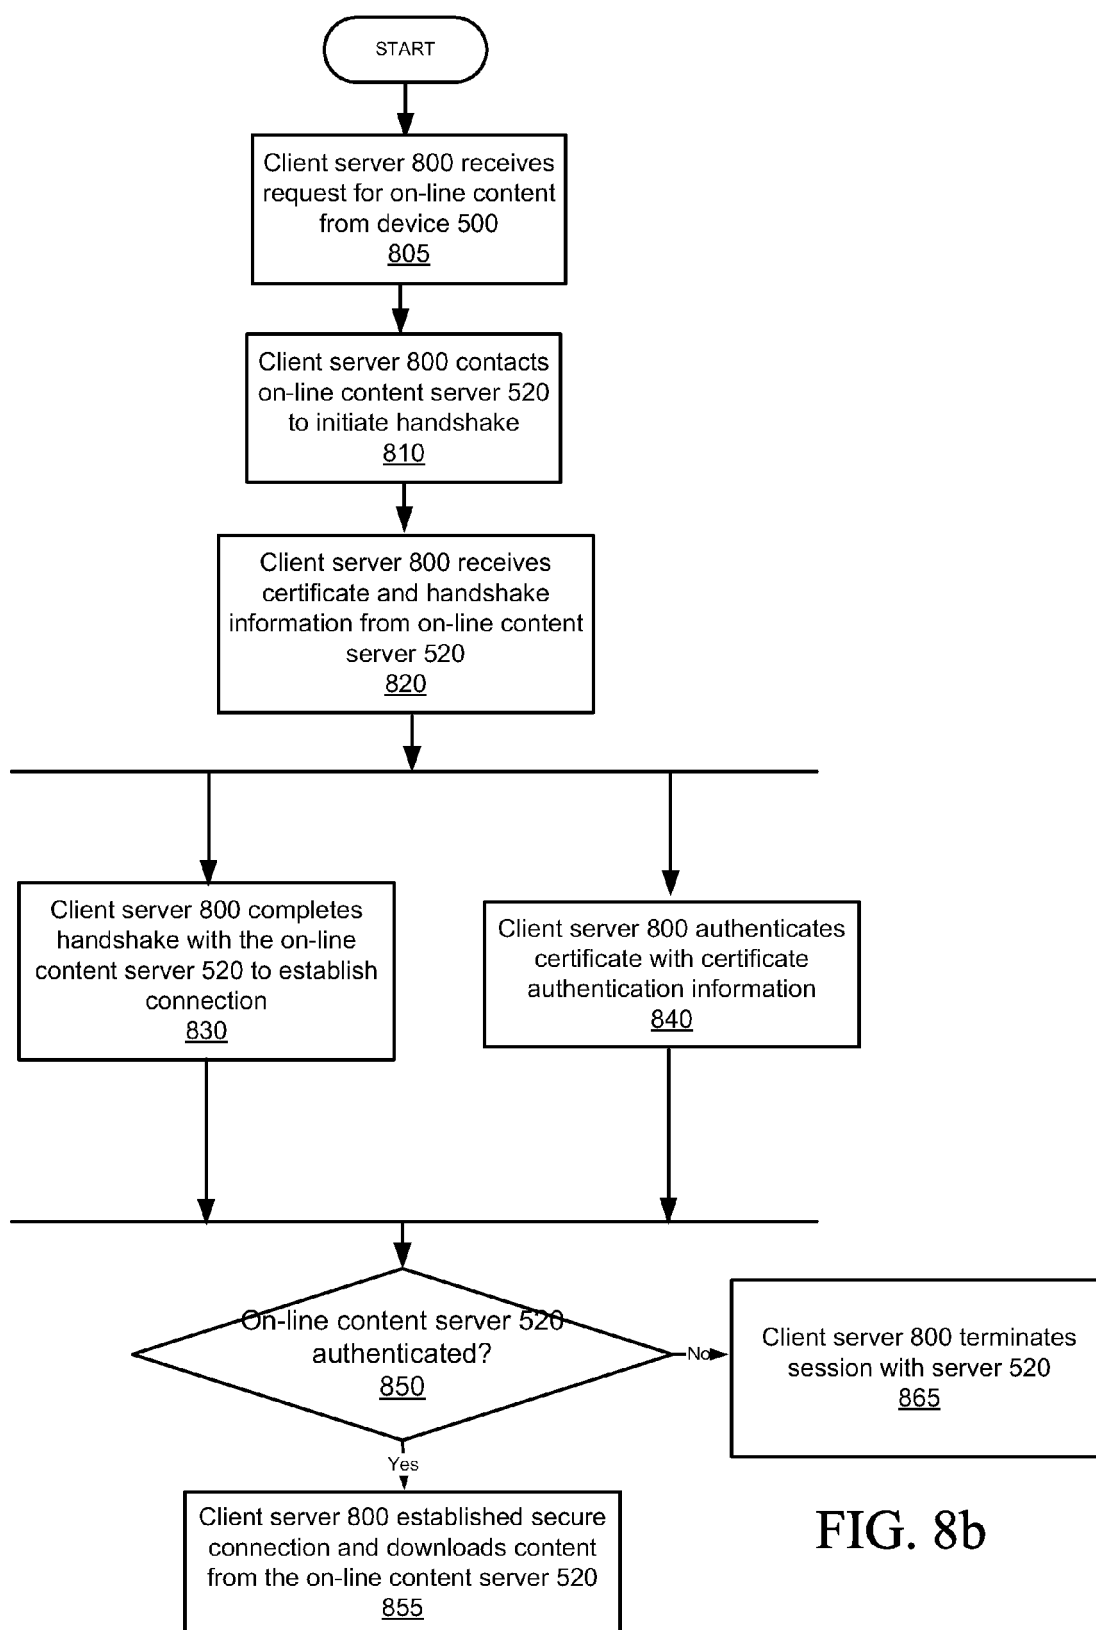 START
Client server 800 receives
request for on-line content
from device 500
805
Client server 800 contacts
on-line content server 520
to initiate handshake
810
Client server 800 receives
certificate and handshake
information from on-line content
server 520
820
Client server 800 completes
handshake with the on-line
content server 520 to establish
connection
830
Client server 800 authenticates
certificate with certificate
authentication information
840
On-line content server 520
authenticated?
850
No
Client server 800 terminates
session with server 520
865
Yes
Client server 800 established secure
connection and downloads content
from the on-line content server 520
855
FIG. 8b